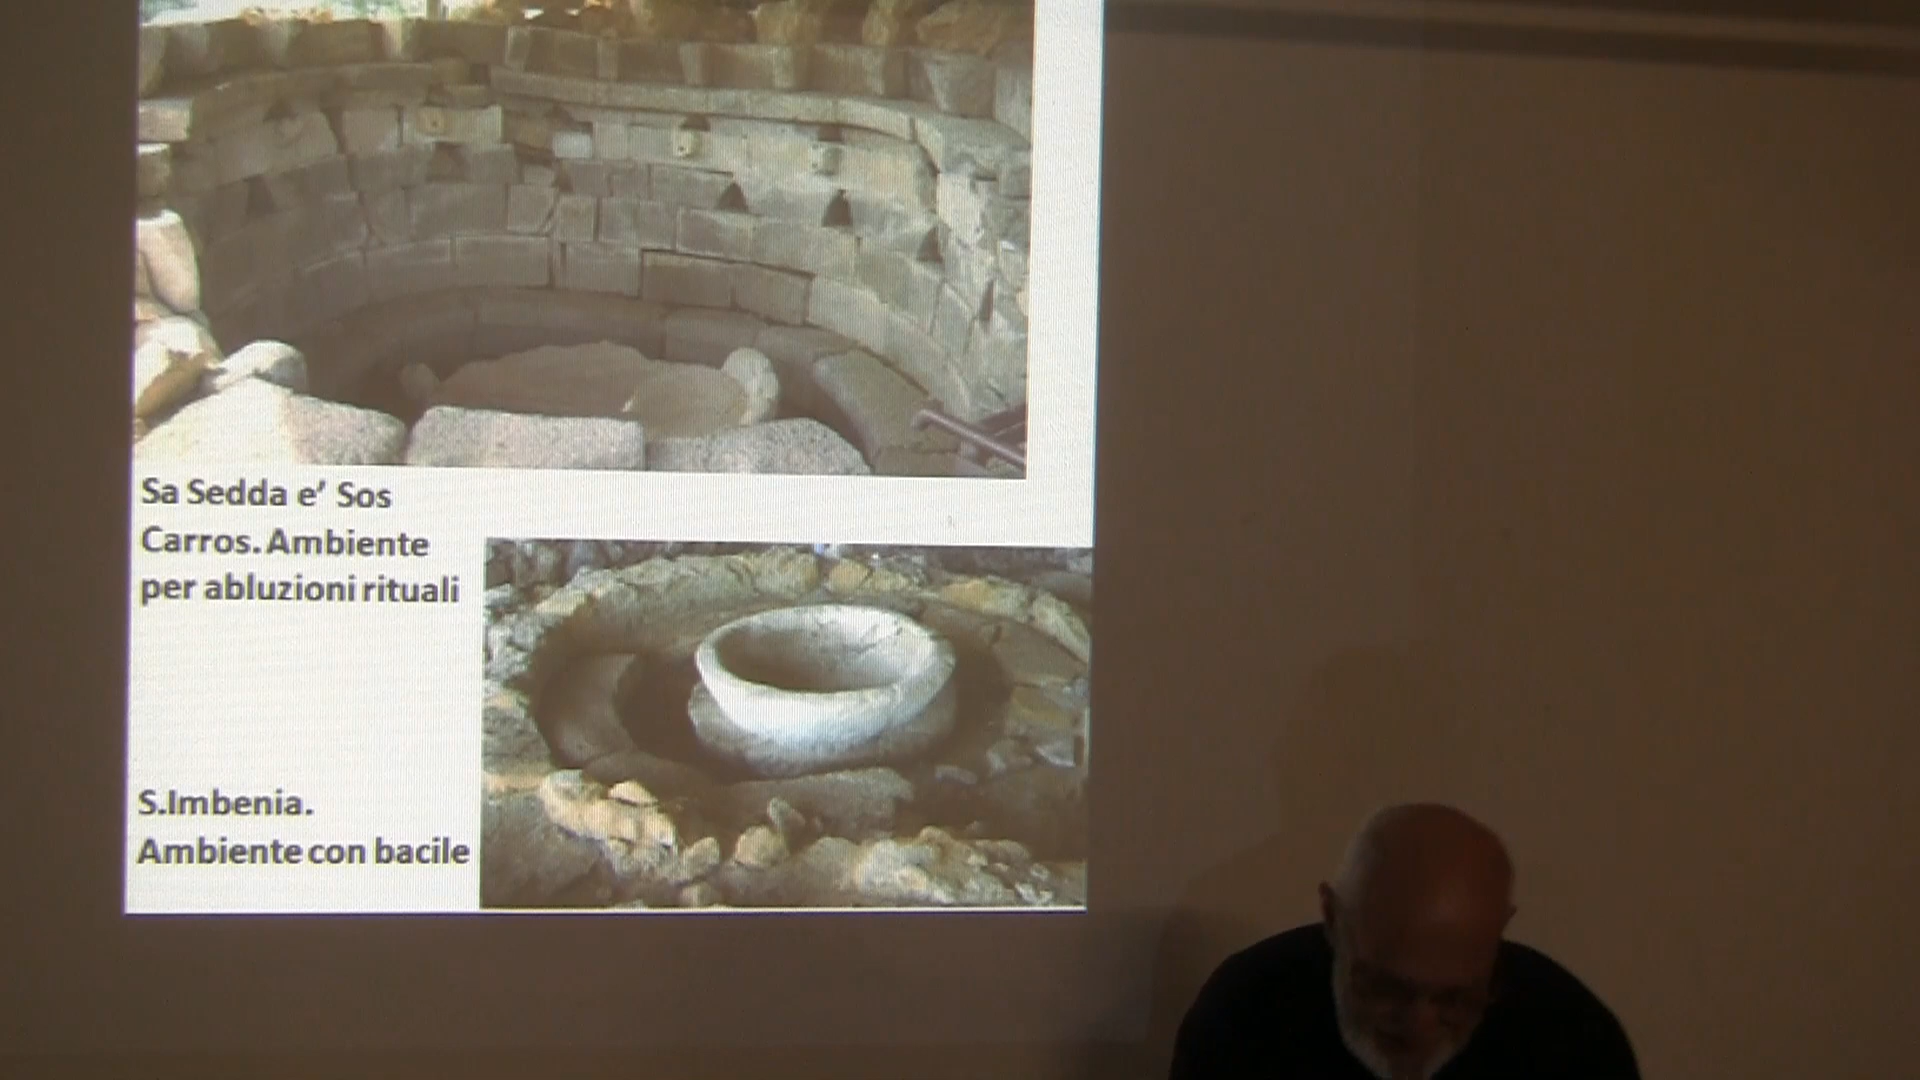 Sa Sedda e' Sos
Carros. Ambiente
per abluzioni rituali
S.Imbenia.
Ambiente con bacile